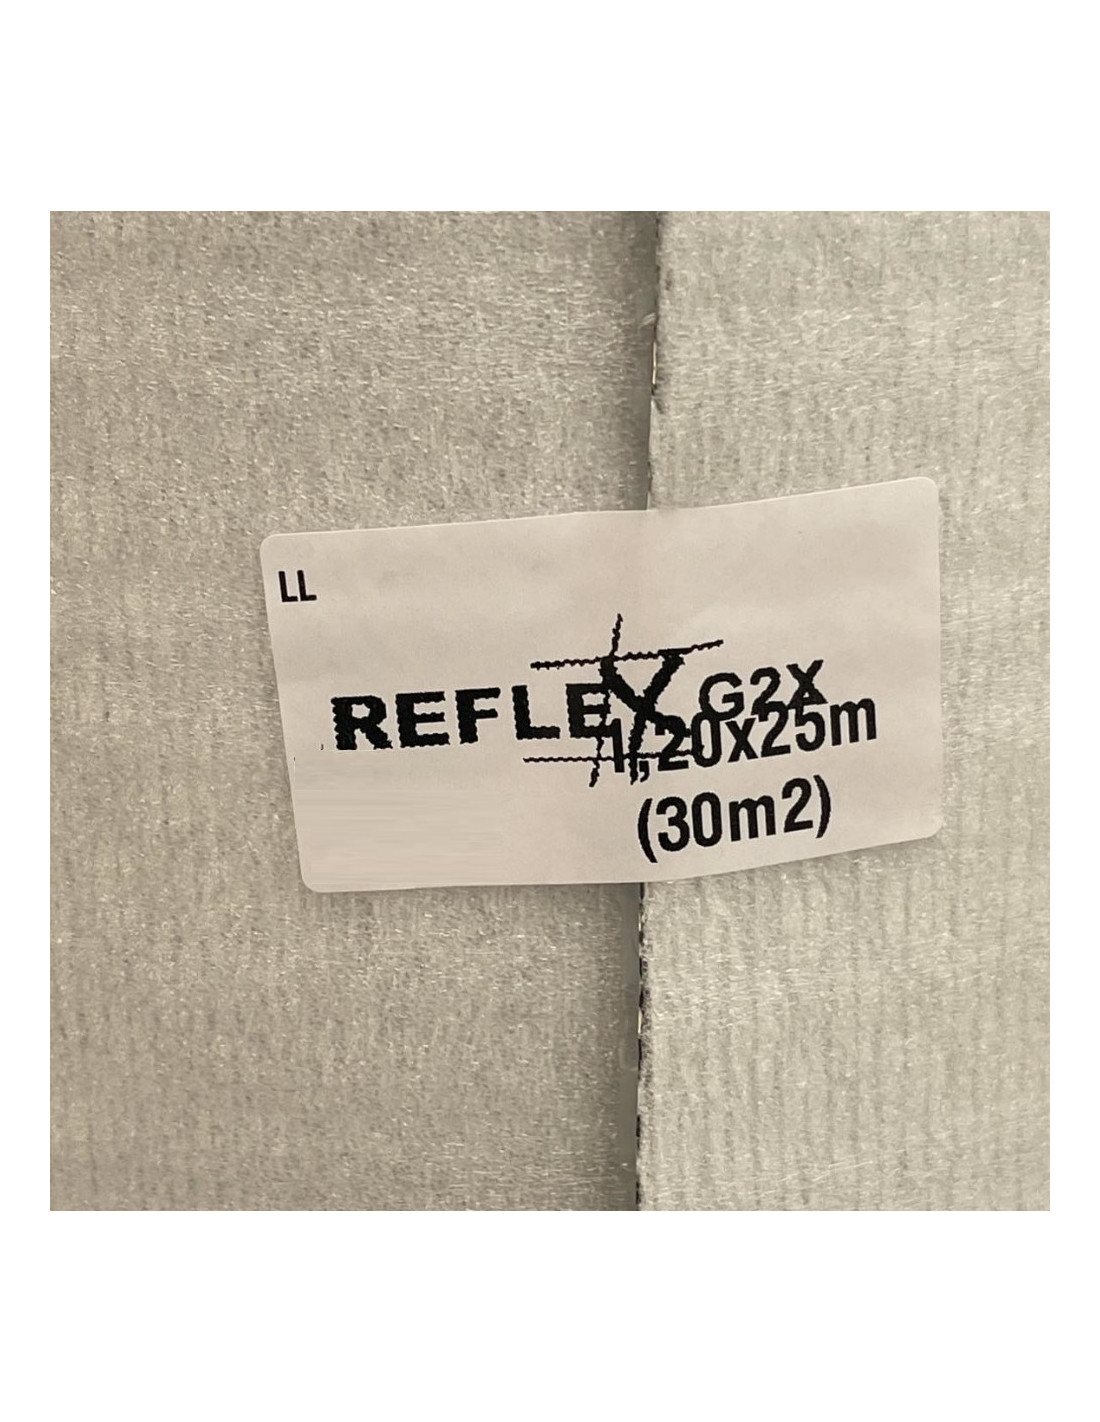 LL
REFLEX G2X
1,20x25m
(30m2)